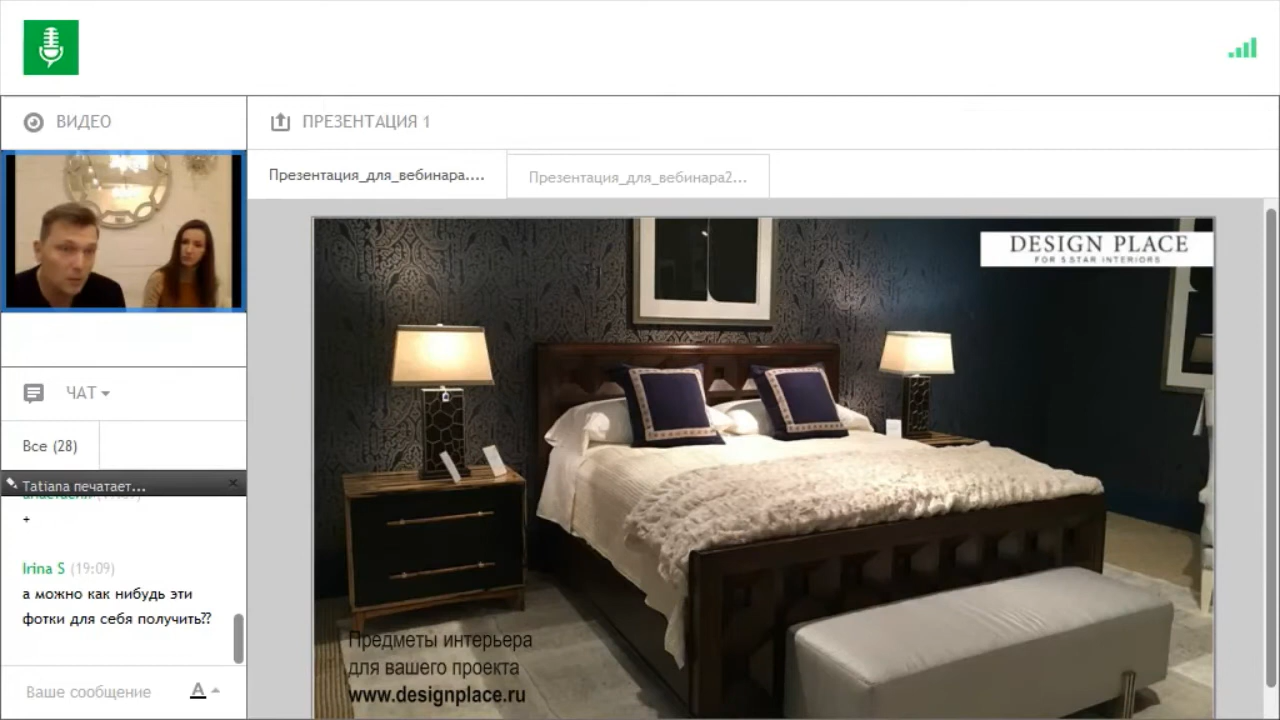 ВИДЕО
ПРЕЗЕНТАЦИЯ 1
Презентация_для_вебинара....
Презентация_для_вебинара2...
DESIGN PLACE
FOR 5 STAR INTERIORS
ЧАТ
Все (28)
Tatiana печатает...
+
Irina S (19:09)
а можно как нибудь эти
фотки для себя получить??
Ваше сообщение
A
Предметы интерьера
для вашего проекта
www.designplace.ru